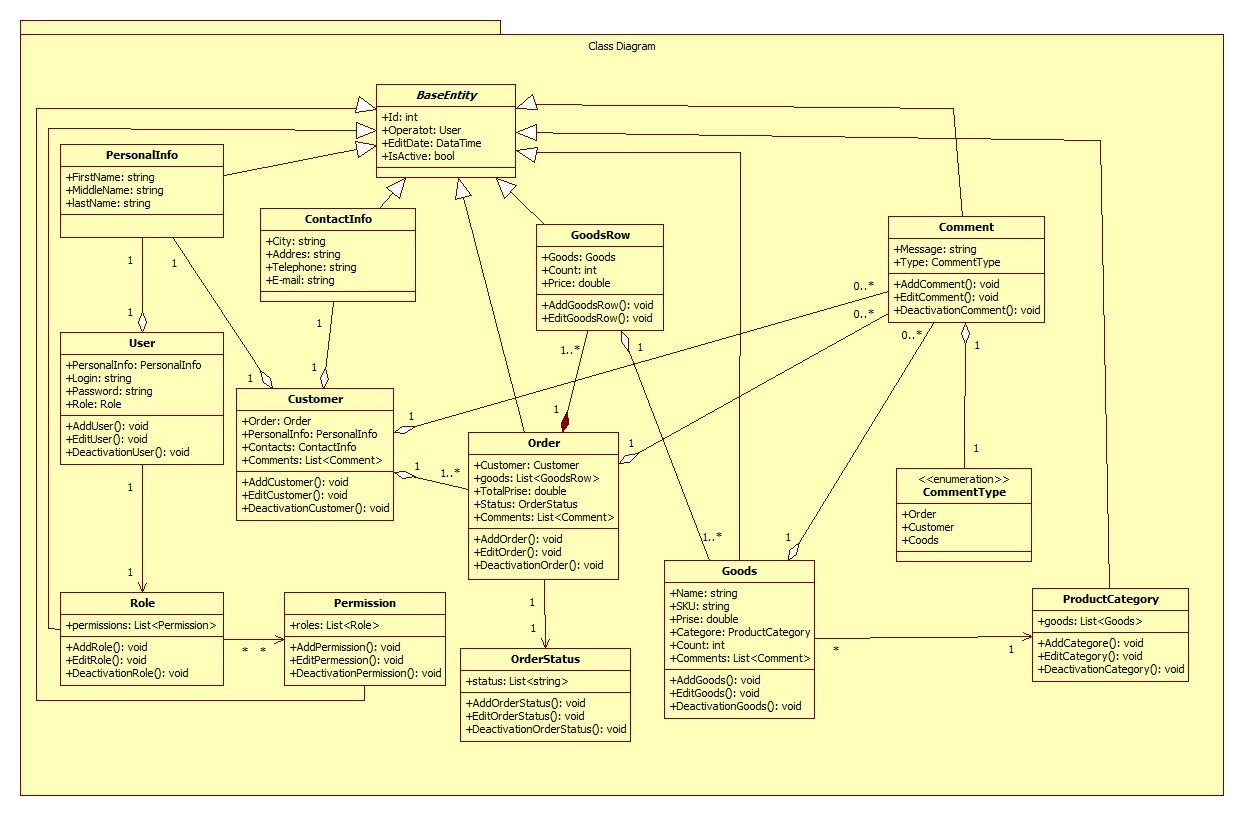 Class Diagram
BaseEntity
+Id: int
+Operatot: User
+EditDate: DataTime
+IsActive: bool
PersonalInfo
+FirstName: string
+MiddleName: string
+lastName: string
ContactInfo
+City: string
+Addres: string
+Telephone: string
+E-mail: string
GoodsRow
+Goods: Goods
+Count: int
+Price: double
+AddGoodsRow(): void
+EditGoodsRow(): void
Comment
+Message: string
+Type: CommentType
+AddComment(): void
+EditComment(): void
+DeactivationComment(): void
1
1
1
1
1
1
User
+PersonalInfo: PersonalInfo
+Login: string
+Password: string
+Role: Role
+AddUser(): void
+EditUser(): void
+DeactivationUser(): void
Customer
+Order: Order
+PersonalInfo: PersonalInfo
+Contacts: ContactInfo
+Comments: List<Comment>
+AddCustomer(): void
+EditCustomer(): void
+DeactivationCustomer(): void
1..*
1
1
0..*
0..*
0..*
1
1
1
1..*
1
Order
+Customer: Customer
+goods: List<GoodsRow>
+TotalPrise: double
+Status: OrderStatus
+Comments: List<Comment>
+AddOrder(): void
+EditOrder(): void
+DeactivationOrder(): void
1
<<enumeration>>
CommentType
+Order
+Customer
+Coods
1
1
1..*
1
Goods
+Name: string
+SKU: string
+Prise: double
+Categore: ProductCategory
+Count: int
+Comments: List<Comment>
+AddGoods(): void
+EditGoods(): void
+DeactivationGoods(): void
*
1
ProductCategory
+goods: List<Goods>
+AddCategore(): void
+EditCategory(): void
+DeactivationCategory(): void
Role
+permissions: List<Permission>
+AddRole(): void
+EditRole(): void
+DeactivationRole(): void
* *
Permission
+roles: List<Role>
+AddPermission(): void
+EditPermession(): void
+DeactivationPermission(): void
1
1
OrderStatus
+status: List<string>
+AddOrderStatus(): void
+EditOrderStatus(): void
+DeactivationOrderStatus(): void